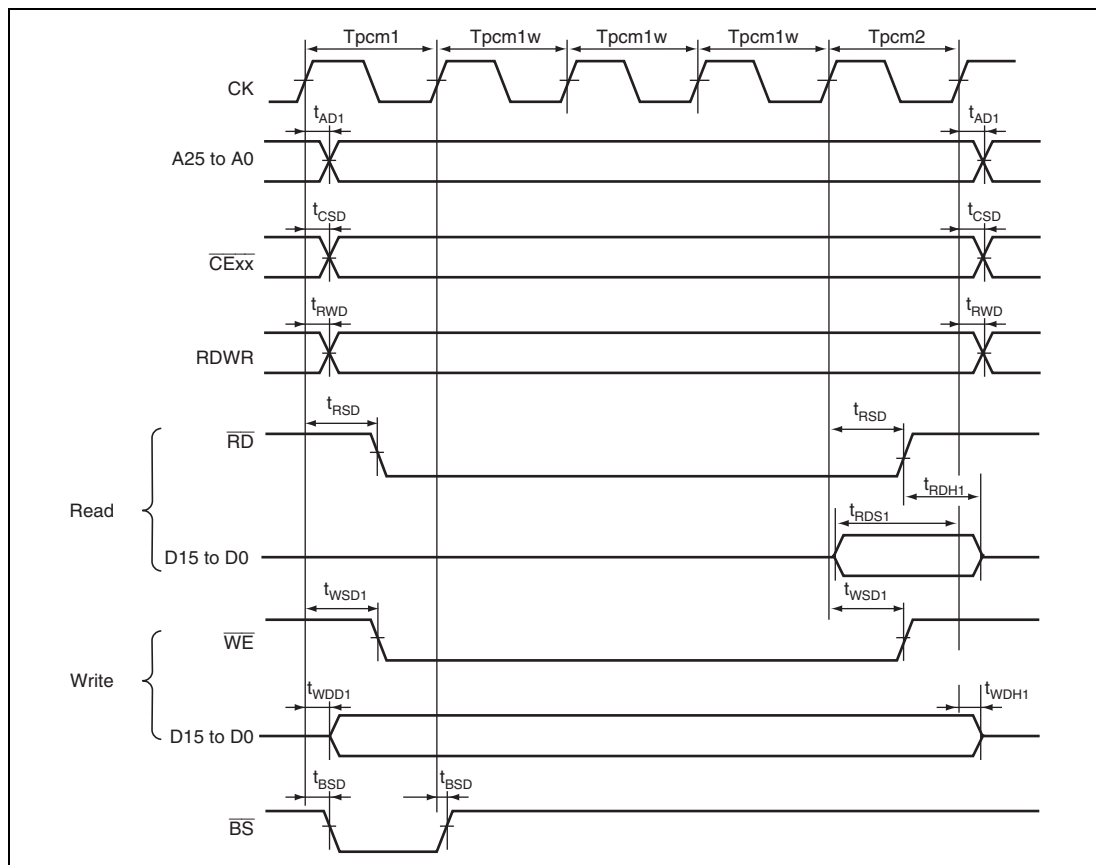 Tpcm1 Tpcm1w Tpcm1w Tpcm1w Tpcm2
CK
tAD1 tAD1
A25 to A0
tCSD tCSD
CExx
tRWD tRWD
RDWR
tRSD tRSD
RD
tRDH1
Read
tRDS1
D15 to D0
tWSD1 tWSD1
WE
Write
tWDD1 tWDH1
D15 to D0
tBSD tBSD
BS